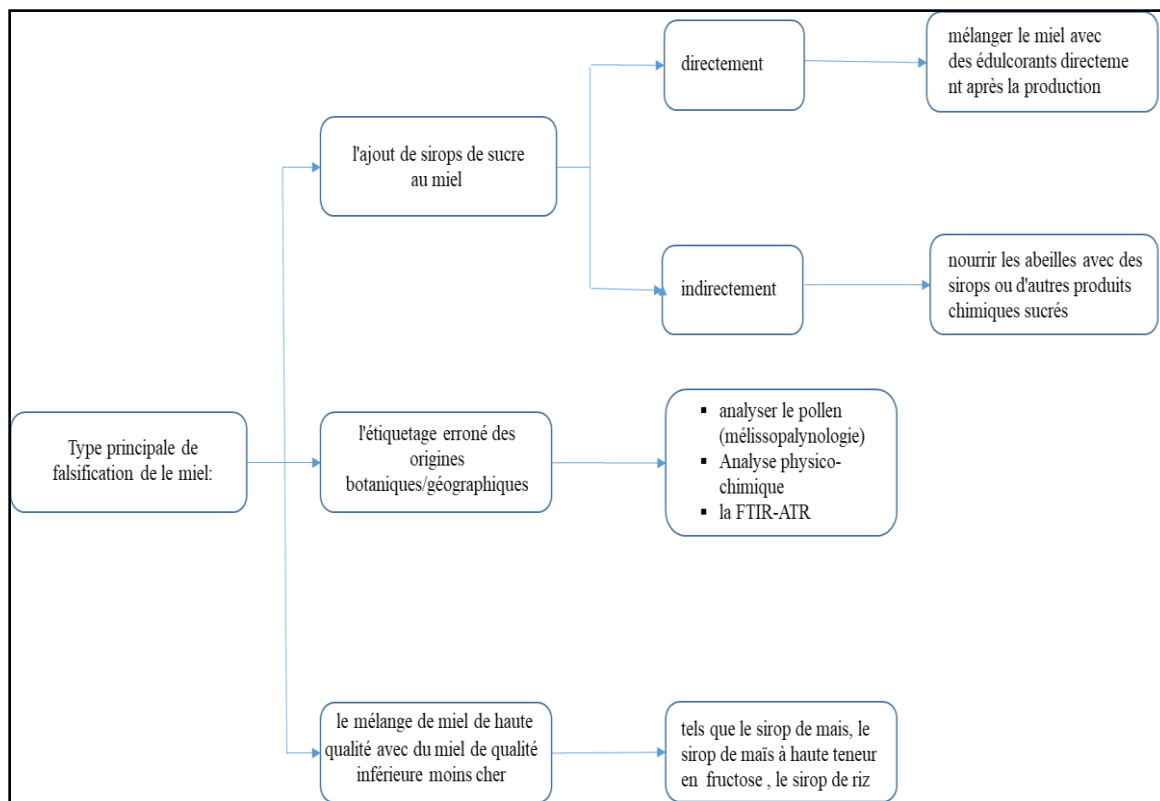 directement
mélanger le miel avec
des édulcorants directeme
nt après la production
l'ajout de sirops de sucre
au miel
indirectement
nourrir les abeilles avec des
sirops ou d'autres produits
chimiques sucrés
Type principale de
falsification de le miel:
l'étiquetage erroné des
origines
botaniques/géographiques
▪ analyser le pollen
(mélissopalynologie)
▪ Analyse physico-
chimique
▪ la FTIR-ATR
le mélange de miel de haute
qualité avec du miel de qualité
inférieure moins cher
tels que le sirop de mais, le
sirop de maïs à haute teneur
en fructose , le sirop de riz